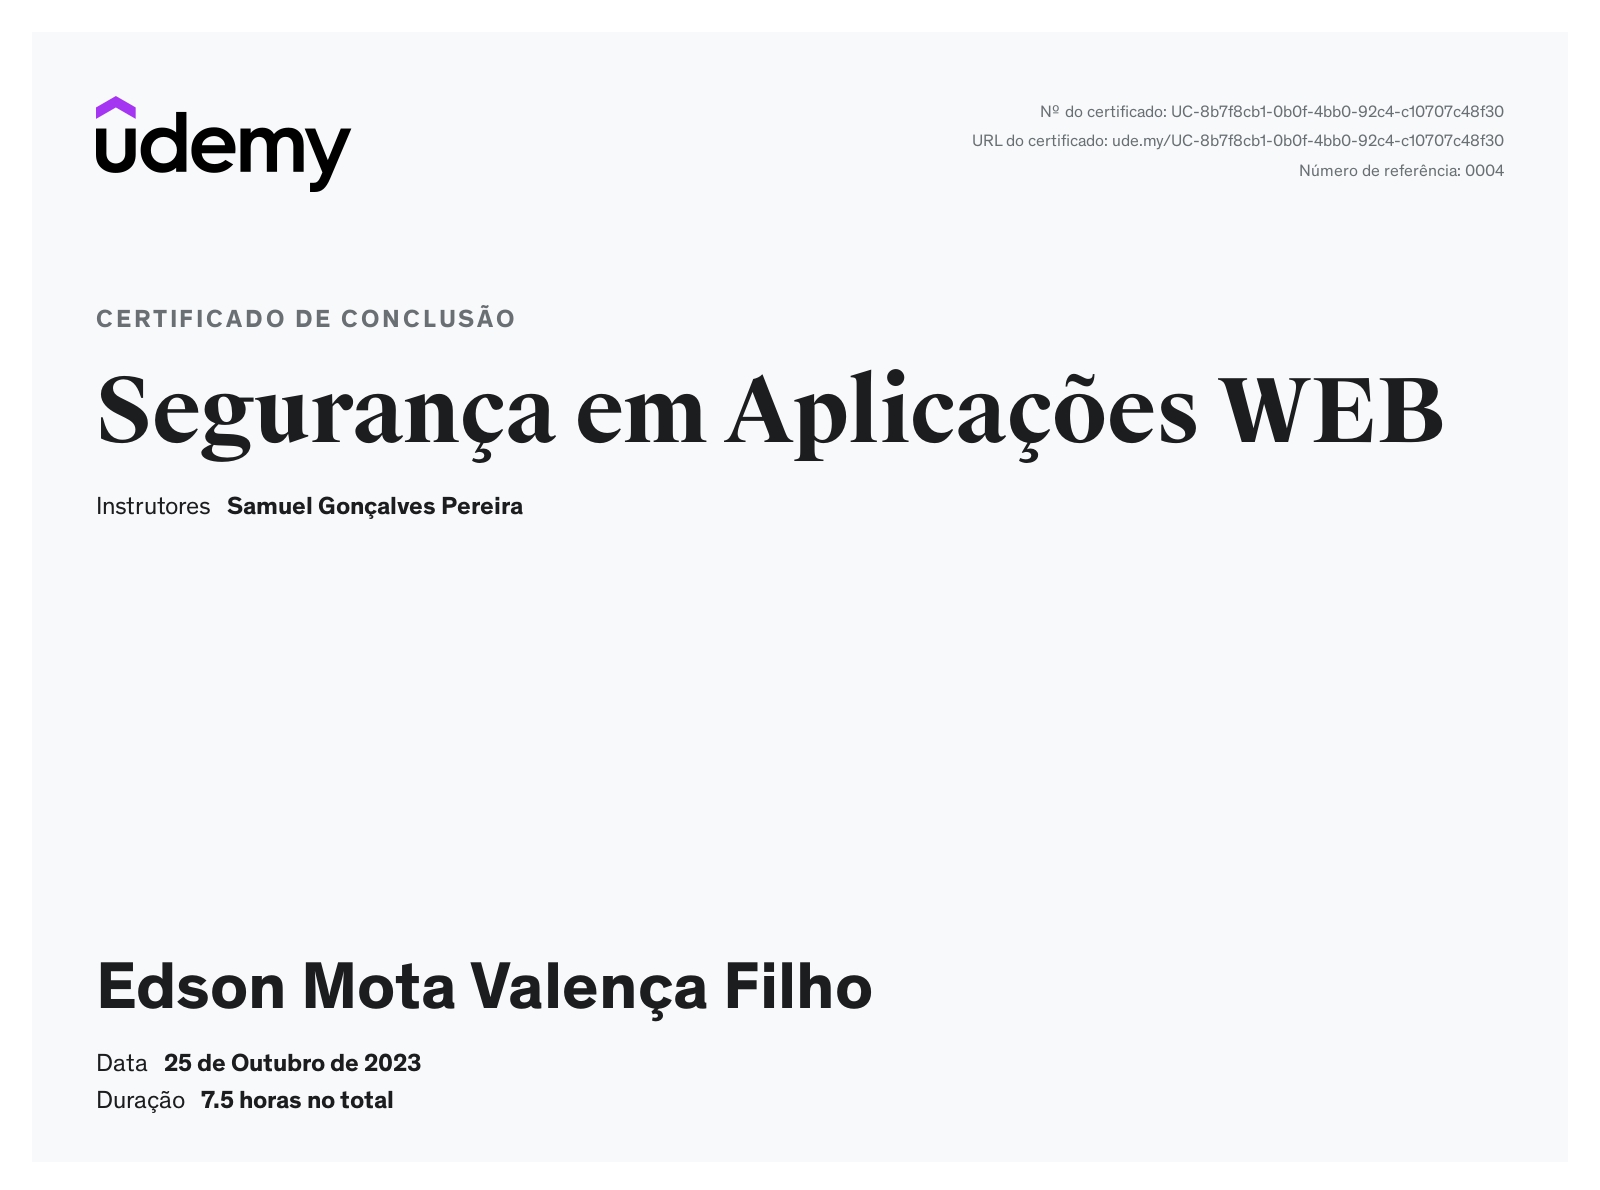 udemy
Nº do certificado: UC-8b7f8cb1-0b0f-4bb0-92c4-c10707c48f30
URL do certificado: ude.my/UC-8b7f8cb1-0b0f-4bb0-92c4-c10707c48f30
Número de referência: 0004
CERTIFICADO DE CONCLUSÃO
Segurança em Aplicações WEB
Instrutores Samuel Gonçalves Pereira
Edson Mota Valença Filho
Data 25 de Outubro de 2023
Duração 7.5 horas no total